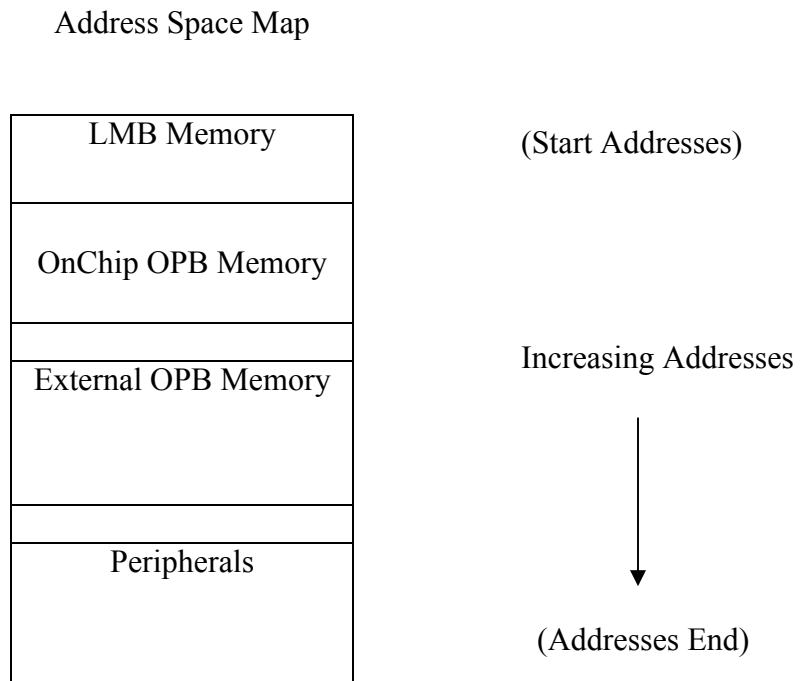 Address Space Map
LMB Memory
(Start Addresses)
OnChip OPB Memory
Increasing Addresses
External OPB Memory
Peripherals
(Addresses End)